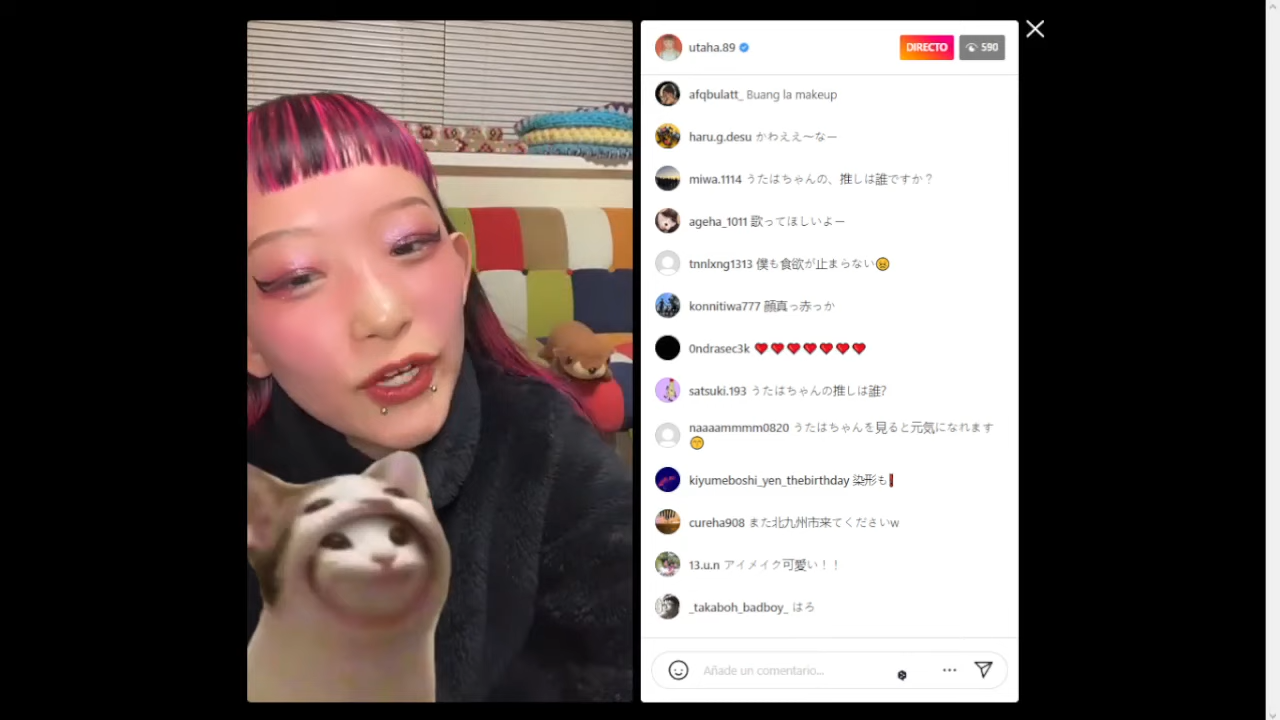 utaha.89
DIRECTO
590
afqbulatt_ Buang la makeup
haru.g.desu かわええ〜なー
miwa.1114 うたはちゃんの、推しは誰ですか？
ageha_1011 歌ってほしいよー
tnnlxng1313 僕も食欲が止まらない😣
konnitiwa777 顔真っ赤っか
0ndrasec3k ❤❤❤❤❤❤❤
satsuki.193 うたはちゃんの推しは誰?
naaaammmm0820 うたはちゃんを見ると元気になれます
😁
kiyumeboshi_yen_thebirthday 染形も❗
cureha908 また北九州市来てくださいw
13.u.n アイメイク可愛い！！
_takaboh_badboy_ はろ
Añade un comentario...